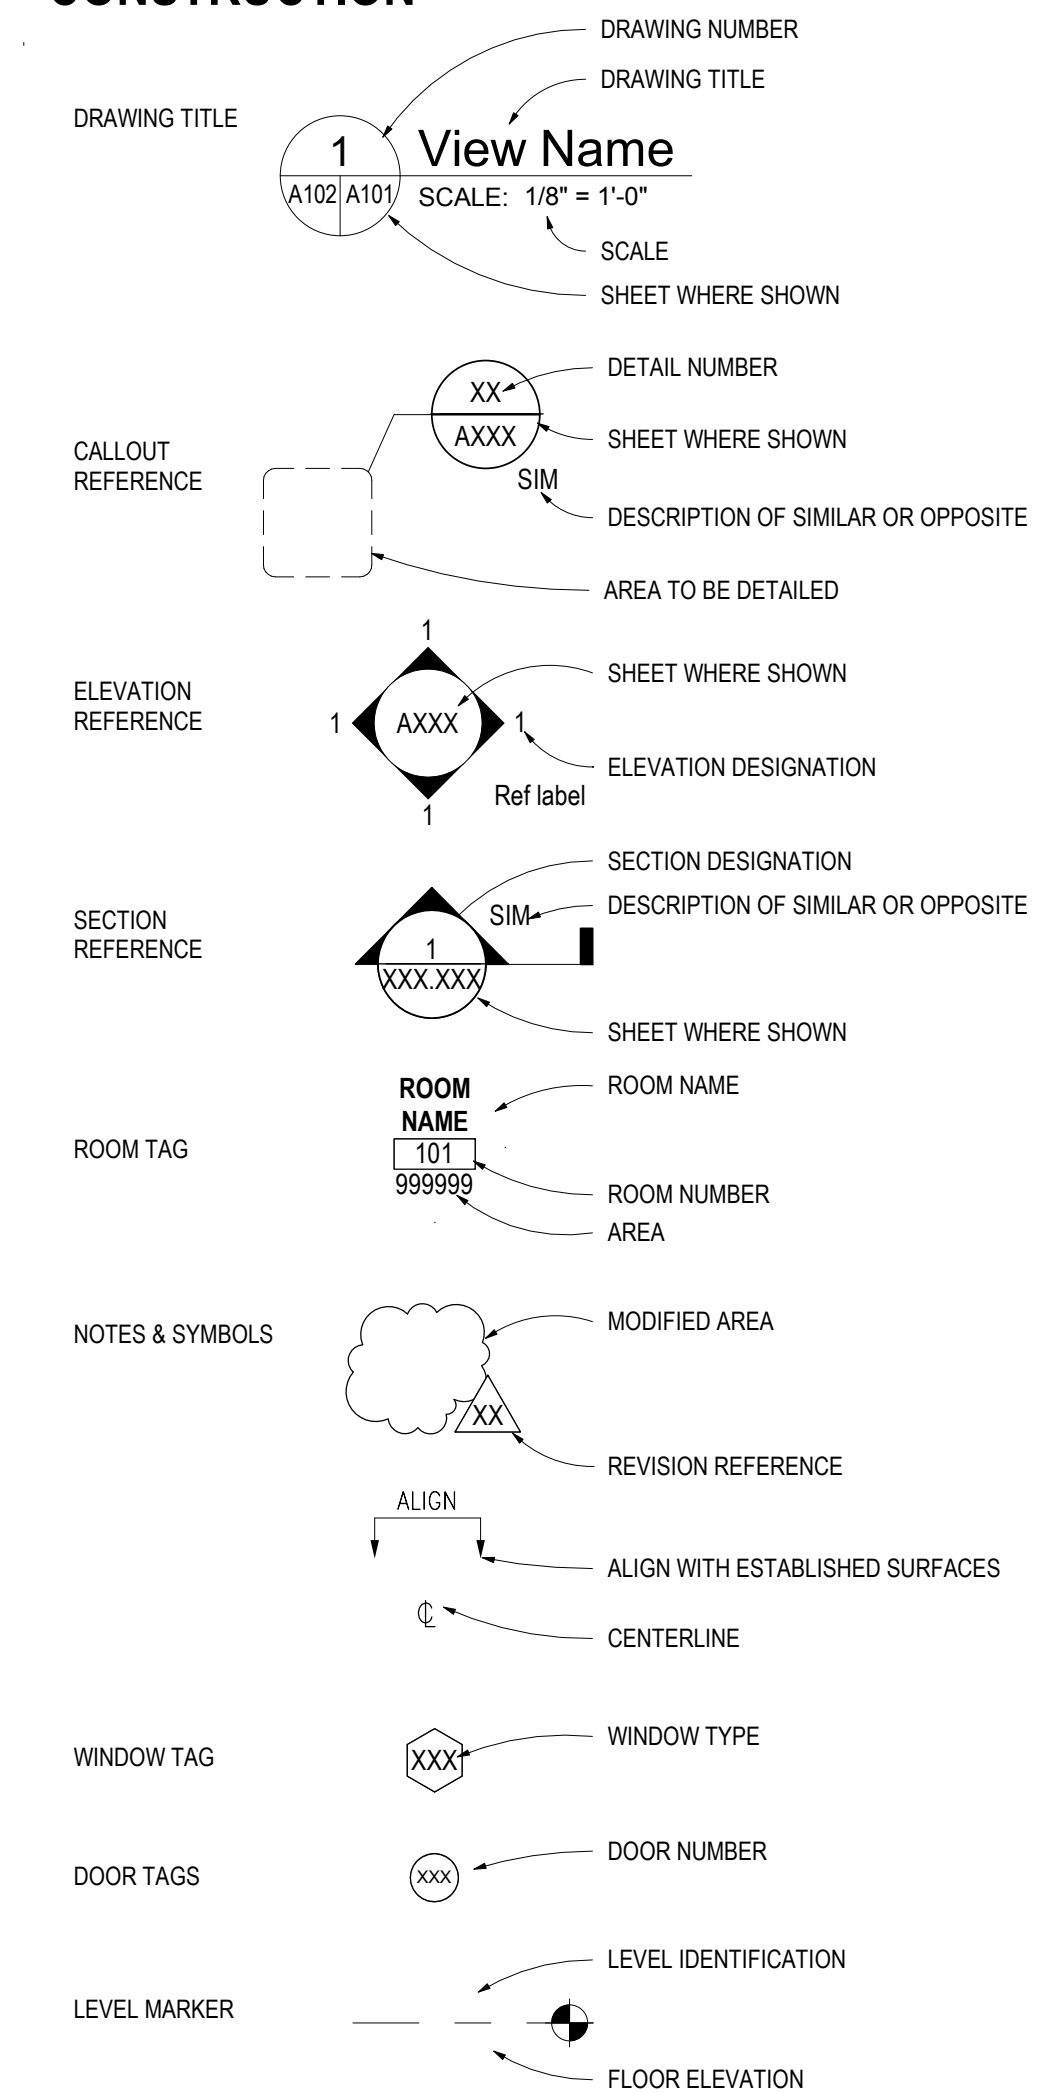 CONSTRUCTION
DRAWING NUMBER
DRAWING TITLE
DRAWING TITLE
1
View Name
A102 A101
SCALE: 1/8" = 1'-0"
SCALE
SHEET WHERE SHOWN
DETAIL NUMBER
XX
CALLOUT
REFERENCE
AXXX
SHEET WHERE SHOWN
SIM
DESCRIPTION OF SIMILAR OR OPPOSITE
AREA TO BE DETAILED
1
ELEVATION
REFERENCE
SHEET WHERE SHOWN
1
AXXX
1
ELEVATION DESIGNATION
Ref label
1
SECTION DESIGNATION
SECTION
REFERENCE
SIM
DESCRIPTION OF SIMILAR OR OPPOSITE
1
XXX.XXX
SHEET WHERE SHOWN
ROOM
NAME
ROOM NAME
ROOM TAG
101
999999
ROOM NUMBER
AREA
NOTES & SYMBOLS
MODIFIED AREA
XX
REVISION REFERENCE
ALIGN
ALIGN WITH ESTABLISHED SURFACES
℄
CENTERLINE
WINDOW TAG
XXX
WINDOW TYPE
DOOR TAGS
XXX
DOOR NUMBER
LEVEL IDENTIFICATION
LEVEL MARKER
FLOOR ELEVATION